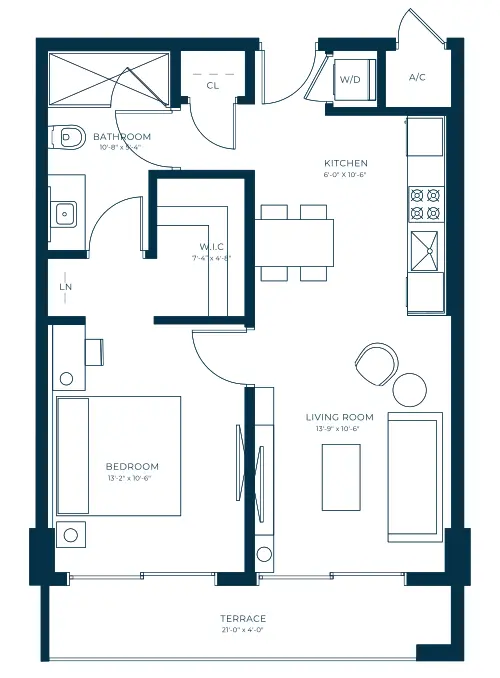 W/D
A/C
CL
BATHROOM
10'-8" x 5'-4"
KITCHEN
6'-0" X 10'-6"
W.I.C
7'-4" x 4'-8"
LN
LIVING ROOM
13'-9" x 10'-6"
BEDROOM
13'-2" x 10'-6"
TERRACE
21'-0" x 4'-0"